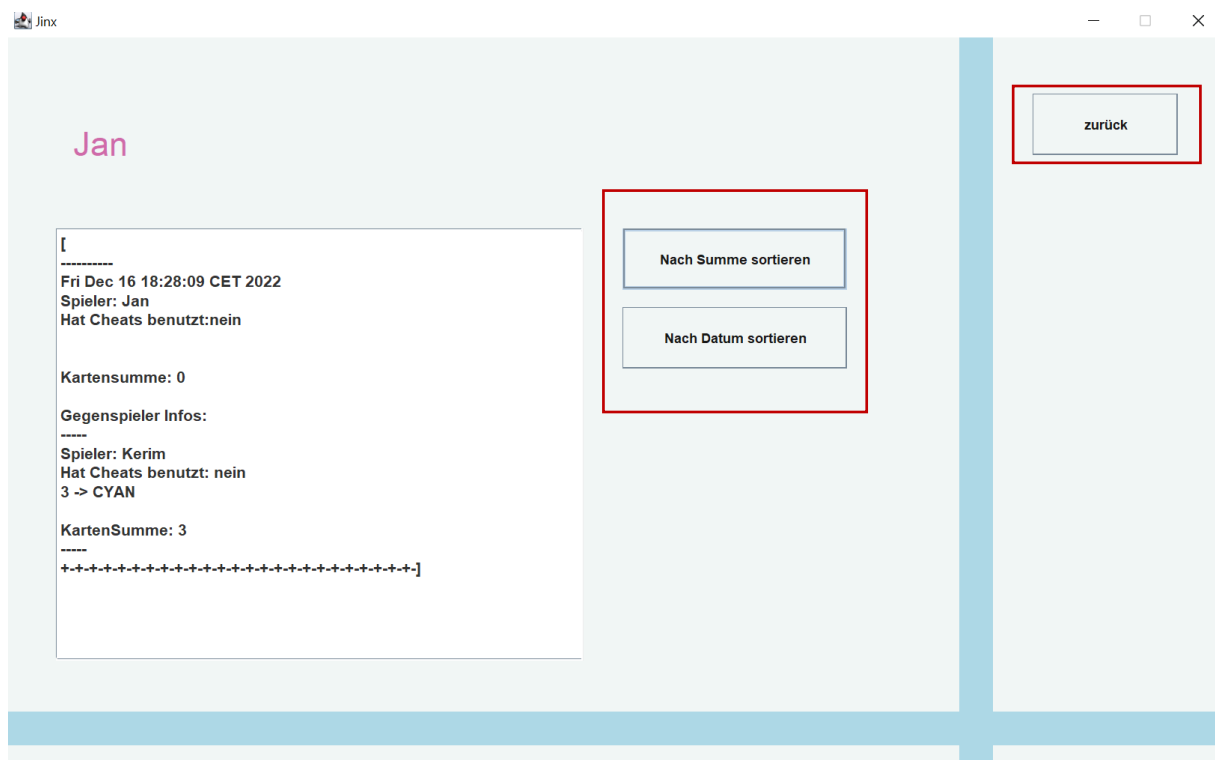 Jinx
zurück
Jan
[
----------
Fri Dec 16 18:28:09 CET 2022
Spieler: Jan
Hat Cheats benutzt:nein
Kartensumme: 0
Gegenspieler Infos:
-----
Spieler: Kerim
Hat Cheats benutzt: nein
3 -> CYAN
KartenSumme: 3
-----
+-+-+-+-+-+-+-+-+-+-+-+-+-+-+-+-+-+-+-+-+-+-+-+-+-]
Nach Summe sortieren
Nach Datum sortieren